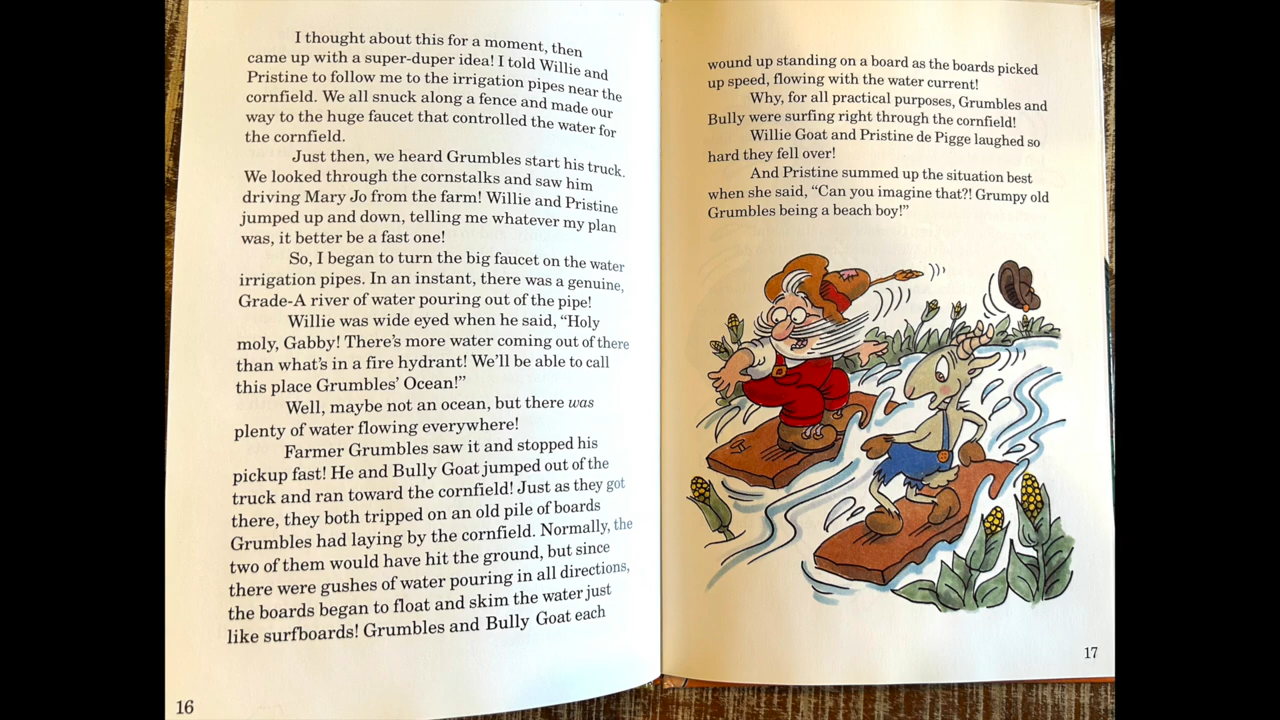 I thought about this for a moment, then
came up with a super-duper idea! I told Willie and
Pristine to follow me to the irrigation pipes near the
cornfield. We all snuck along a fence and made our
way to the huge faucet that controlled the water for
the cornfield.
Just then, we heard Grumbles start his truck.
We looked through the cornstalks and saw him
driving Mary Jo from the farm! Willie and Pristine
jumped up and down, telling me whatever my plan
was, it better be a fast one!
So, I began to turn the big faucet on the water
irrigation pipes. In an instant, there was a genuine,
Grade-A river of water pouring out of the pipe!
Willie was wide eyed when he said, “Holy
moly, Gabby! There’s more water coming out of there
than what’s in a fire hydrant! We’ll be able to call
this place Grumbles’ Ocean!”
Well, maybe not an ocean, but there was
plenty of water flowing everywhere!
Farmer Grumbles saw it and stopped his
pickup fast! He and Bully Goat jumped out of the
truck and ran toward the cornfield! Just as they got
there, they both tripped on an old pile of boards
Grumbles had laying by the cornfield. Normally, the
two of them would have hit the ground, but since
there were gushes of water pouring in all directions,
the boards began to float and skim the water just
like surfboards! Grumbles and Bully Goat each
16
wound up standing on a board as the boards picked
up speed, flowing with the water current!
Why, for all practical purposes, Grumbles and
Bully were surfing right through the cornfield!
Willie Goat and Pristine de Pigge laughed so
hard they fell over!
And Pristine summed up the situation best
when she said, “Can you imagine that?! Grumpy old
Grumbles being a beach boy!”
17